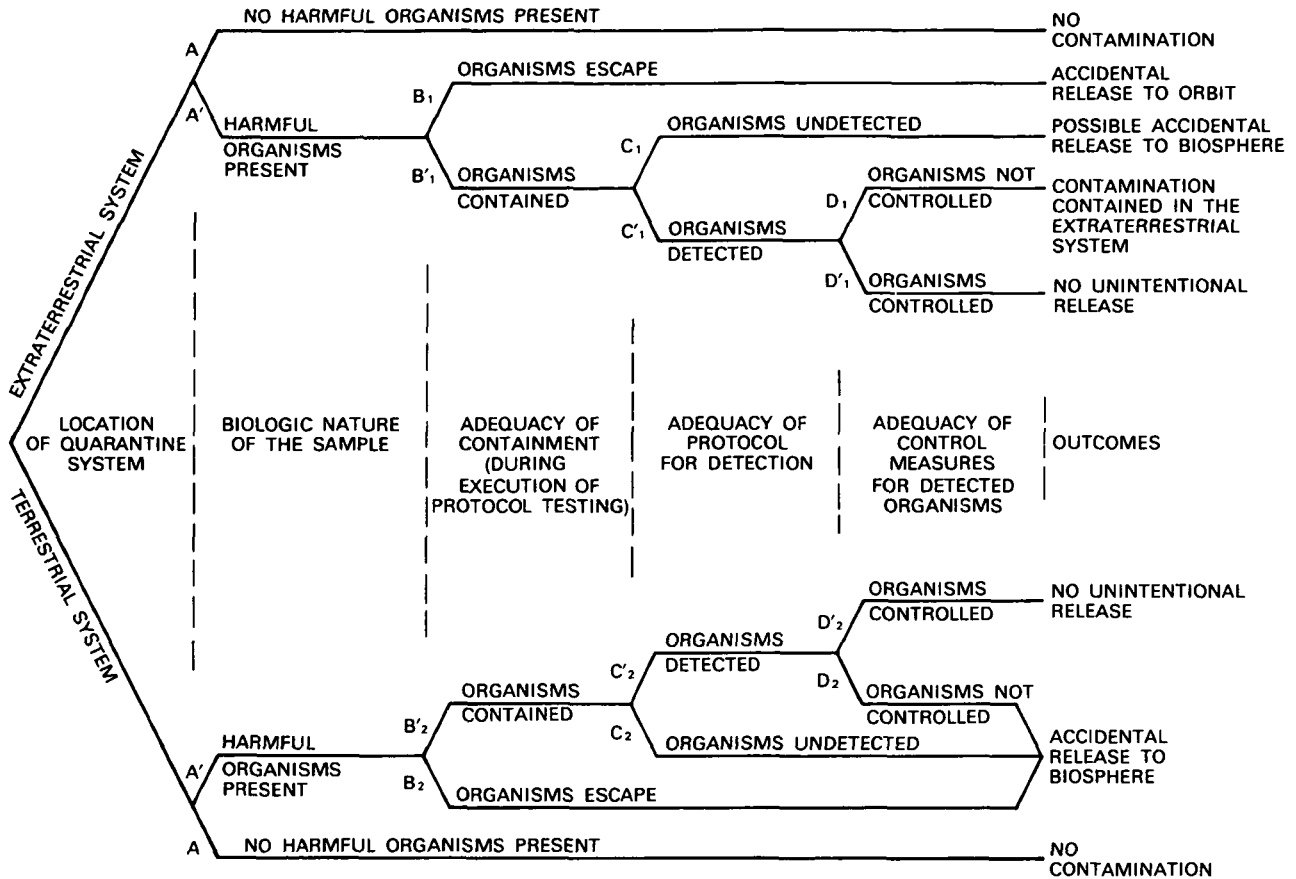 NO HARMFUL ORGANISMS PRESENT
NO
CONTAMINATION
A
ORGANISMS ESCAPE
ACCIDENTAL
RELEASE TO ORBIT
B₁
A'
HARMFUL
ORGANISMS
PRESENT
ORGANISMS UNDETECTED
POSSIBLE ACCIDENTAL
RELEASE TO BIOSPHERE
C₁
B'₁
ORGANISMS
CONTAINED
ORGANISMS NOT
CONTROLLED
CONTAMINATION
CONTAINED IN THE
EXTRATERRESTRIAL
SYSTEM
D₁
C'₁
ORGANISMS
DETECTED
D'₁
ORGANISMS
CONTROLLED
NO UNINTENTIONAL
RELEASE
EXTRATERRESTRIAL SYSTEM
LOCATION
OF QUARANTINE
SYSTEM
BIOLOGIC NATURE
OF THE SAMPLE
ADEQUACY OF
CONTAINMENT
(DURING
EXECUTION OF
PROTOCOL TESTING)
ADEQUACY OF
PROTOCOL
FOR DETECTION
ADEQUACY OF
CONTROL
MEASURES
FOR DETECTED
ORGANISMS
OUTCOMES
TERRESTRIAL SYSTEM
ORGANISMS
CONTROLLED
NO UNINTENTIONAL
RELEASE
D'₂
ORGANISMS
DETECTED
C'₂
D₂
ORGANISMS NOT
CONTROLLED
ORGANISMS
CONTAINED
B'₂
C₂
ORGANISMS UNDETECTED
ACCIDENTAL
RELEASE TO
BIOSPHERE
HARMFUL
ORGANISMS
PRESENT
A'
B₂
ORGANISMS ESCAPE
A
NO HARMFUL ORGANISMS PRESENT
NO
CONTAMINATION